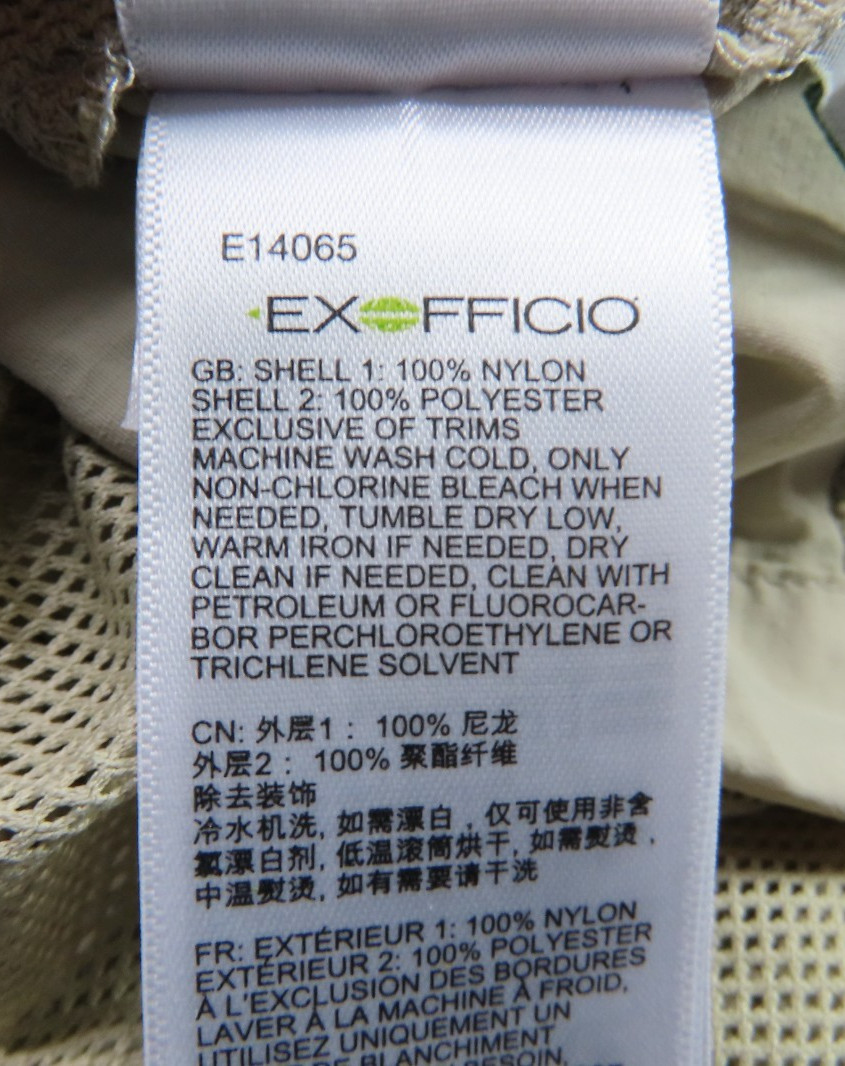 E14065
EXOFFICIO
GB: SHELL 1: 100% NYLON
SHELL 2: 100% POLYESTER
EXCLUSIVE OF TRIMS
MACHINE WASH COLD, ONLY
NON-CHLORINE BLEACH WHEN
NEEDED, TUMBLE DRY LOW,
WARM IRON IF NEEDED, DRY
CLEAN IF NEEDED, CLEAN WITH
PETROLEUM OR FLUOROCAR-
BOR PERCHLOROETHYLENE OR
TRICHLENE SOLVENT
CN: 外层1： 100% 尼龙
外层2： 100% 聚酯纤维
除去装饰
冷水机洗, 如需漂白，仅可使用非含
氯漂白剂, 低温滚筒烘干, 如需熨烫，
中温熨烫, 如有需要请干洗
FR: EXTÉRIEUR 1: 100% NYLON
EXTÉRIEUR 2: 100% POLYESTER
À L'EXCLUSION DES BORDURES
LAVER À LA MACHINE À FROID,
UTILISEZ UNIQUEMENT UN
DE BLANCHIMENT
BESOIN,